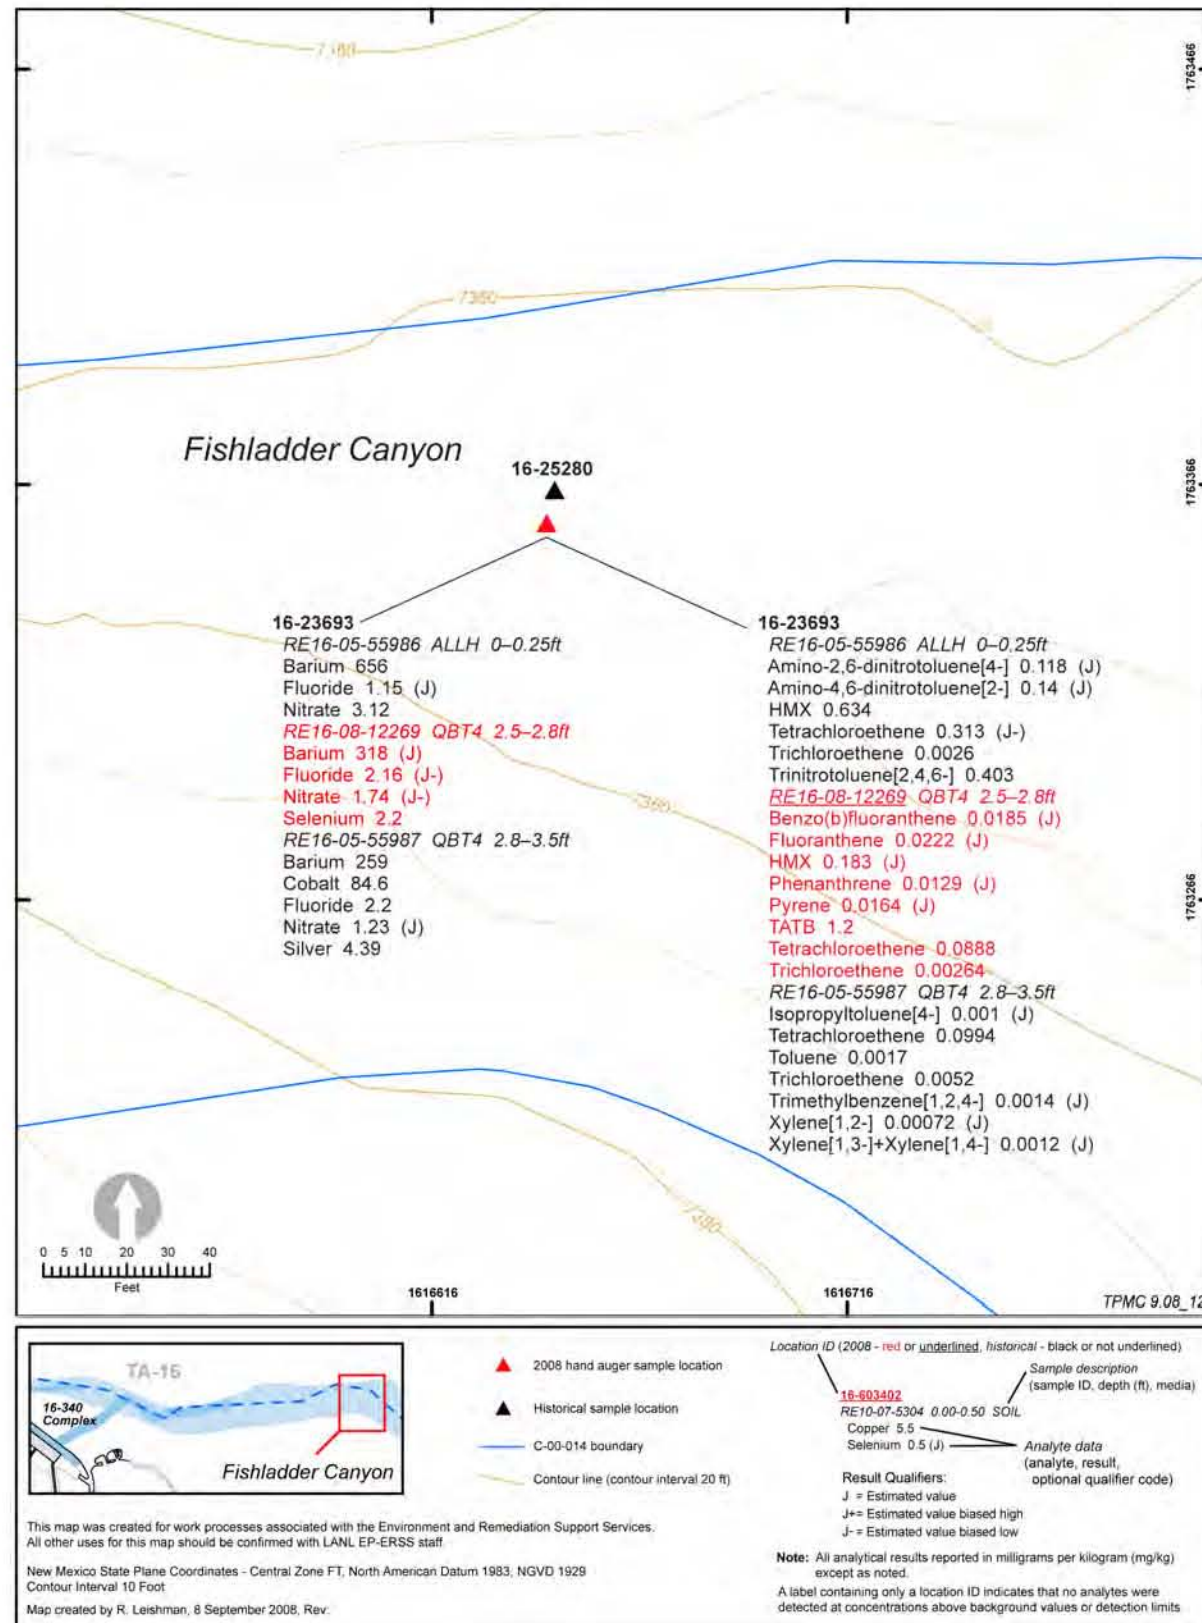 7380
1763466
7360
Fishladder Canyon
16-25280
1763366
16-23693
RE16-05-55986 ALLH 0–0.25ft
Barium 656
Fluoride 1.15 (J)
Nitrate 3.12
RE16-08-12269 QBT4 2.5–2.8ft
Barium 318 (J)
Fluoride 2.16 (J-)
Nitrate 1.74 (J-)
Selenium 2.2
RE16-05-55987 QBT4 2.8–3.5ft
Barium 259
Cobalt 84.6
Fluoride 2.2
Nitrate 1.23 (J)
Silver 4.39
16-23693
RE16-05-55986 ALLH 0–0.25ft
Amino-2,6-dinitrotoluene[4-] 0.118 (J)
Amino-4,6-dinitrotoluene[2-] 0.14 (J)
HMX 0.634
Tetrachloroethene 0.313 (J-)
Trichloroethene 0.0026
Trinitrotoluene[2,4,6-] 0.403
RE16-08-12269 QBT4 2.5–2.8ft
Benzo(b)fluoranthene 0.0185 (J)
Fluoranthene 0.0222 (J)
HMX 0.183 (J)
Phenanthrene 0.0129 (J)
Pyrene 0.0164 (J)
TATB 1.2
Tetrachloroethene 0.0888
Trichloroethene 0.00264
RE16-05-55987 QBT4 2.8–3.5ft
Isopropyltoluene[4-] 0.001 (J)
Tetrachloroethene 0.0994
Toluene 0.0017
Trichloroethene 0.0052
Trimethylbenzene[1,2,4-] 0.0014 (J)
Xylene[1,2-] 0.00072 (J)
Xylene[1,3-]+Xylene[1,4-] 0.0012 (J)
7360
1763266
7380
0 5 10 20 30 40
Feet
1616616
1616716
TPMC 9.08_12
TA-16
16-340
Complex
Fishladder Canyon
2008 hand auger sample location
Historical sample location
C-00-014 boundary
Contour line (contour interval 20 ft)
Location ID (2008 - red or underlined, historical - black or not underlined)
Sample description
(sample ID, depth (ft), media)
16-603402
RE10-07-5304 0.00-0.50 SOIL
Copper 5.5
Selenium 0.5 (J)
Analyte data
(analyte, result,
optional qualifier code)
Result Qualifiers:
J = Estimated value
J+= Estimated value biased high
J- = Estimated value biased low
Note: All analytical results reported in milligrams per kilogram (mg/kg)
except as noted.
A label containing only a location ID indicates that no analytes were
detected at concentrations above background values or detection limits
This map was created for work processes associated with the Environment and Remediation Support Services.
All other uses for this map should be confirmed with LANL EP-ERSS staff
New Mexico State Plane Coordinates - Central Zone FT, North American Datum 1983, NGVD 1929
Contour Interval 10 Foot
Map created by R. Leishman, 8 September 2008, Rev.